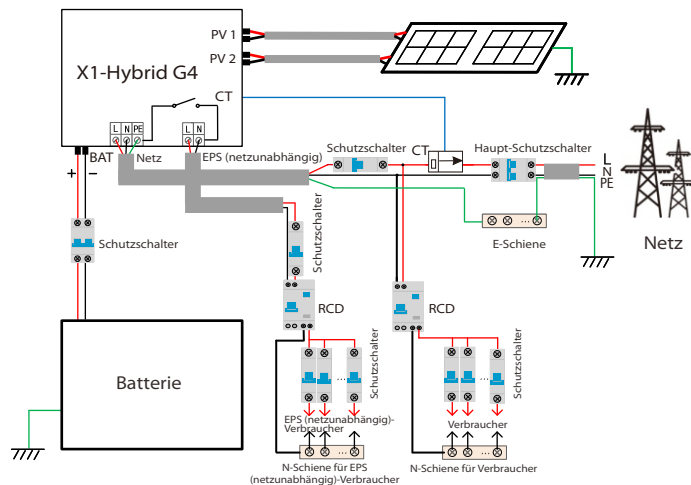 PV 1
PV 2
X1-Hybrid G4
CT
L N PE
L N
BAT
Netz
EPS (netzunabhängig)
+
−
Schutzschalter
CT
Haupt-Schutzschalter
L
N
PE
Netz
E-Schiene
Schutzschalter
Schutzschalter
RCD
RCD
Batterie
Schutzschalter
Schutzschalter
...
...
EPS (netzunabhängig)-
Verbraucher
Verbraucher
...
...
N-Schiene für EPS
(netzunabhängig)-Verbraucher
N-Schiene für Verbraucher